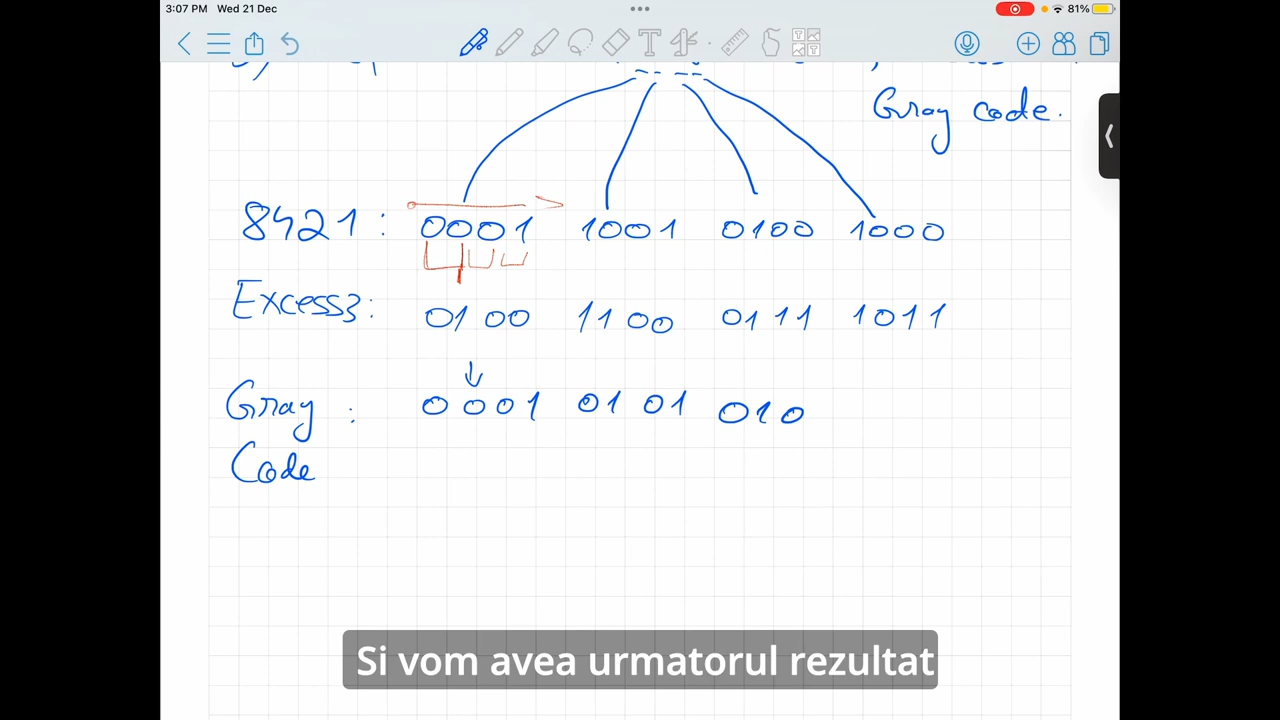 3:07 PM Wed 21 Dec 81%
Gray code.
8421: 0001 1001 0100 1000
Excess3: 0100 1100 0111 1011
Gray : 0001 0101 010
Code
Si vom avea urmatorul rezultat